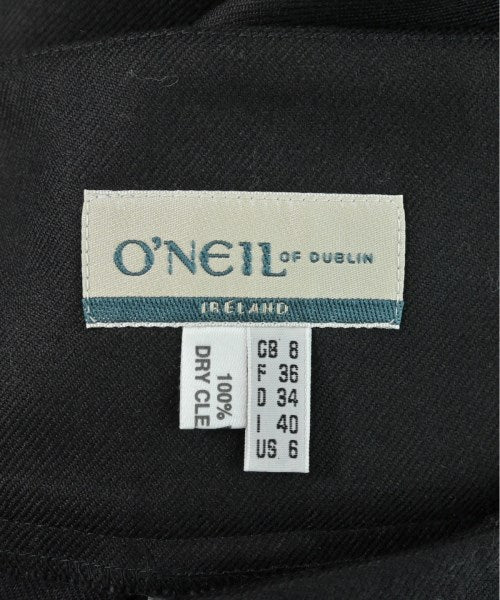 O'NEIL OF DUBLIN
IRELAND
100%
DRY CLE
GB 8
F 36
D 34
I 40
US 6